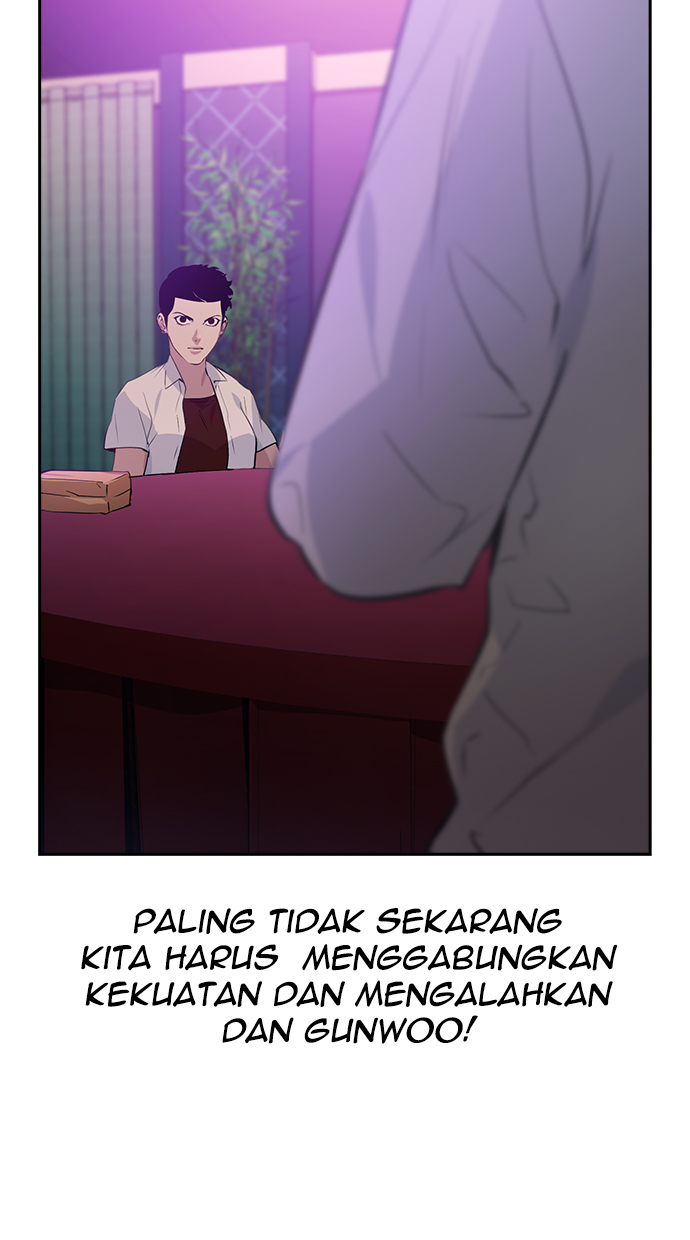 PALING TIDAK SEKARANG
KITA HARUS MENGGABUNGKAN
KEKUATAN DAN MENGALAHKAN
DAN GUNWOO!